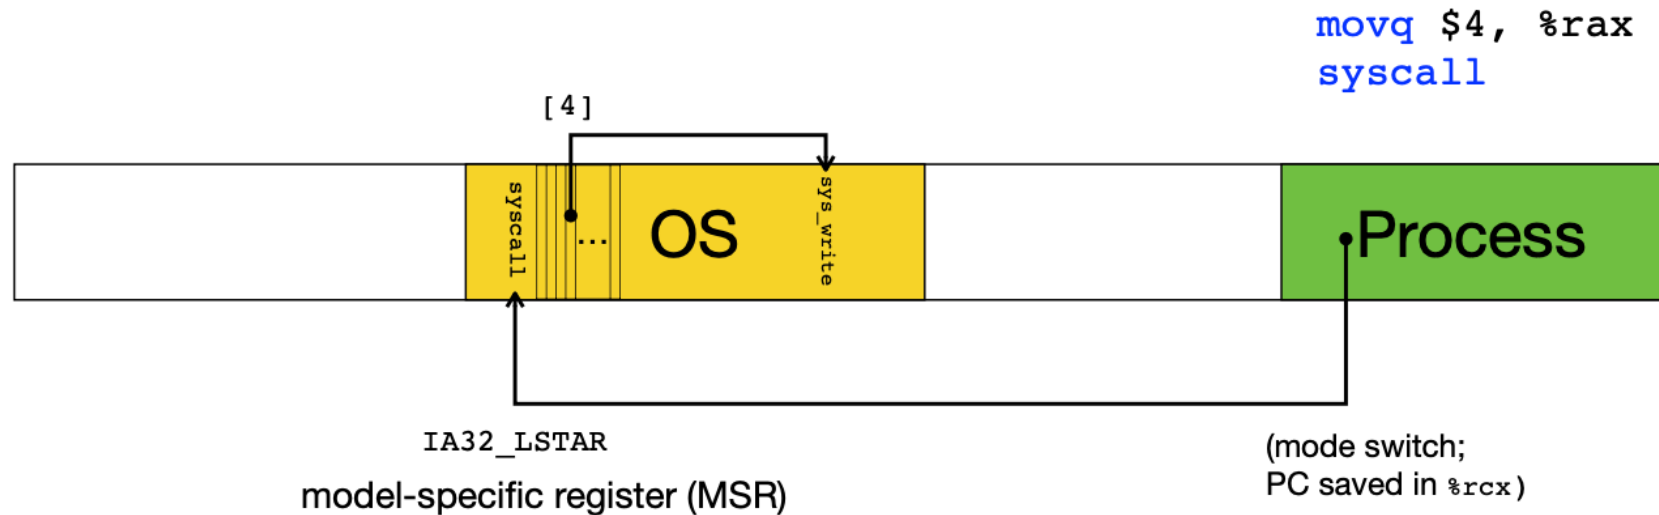 movq $4, %rax
syscall
[4]
syscall
...
OS
sys_write
Process
IA32_LSTAR
model-specific register (MSR)
(mode switch;
PC saved in %rcx)